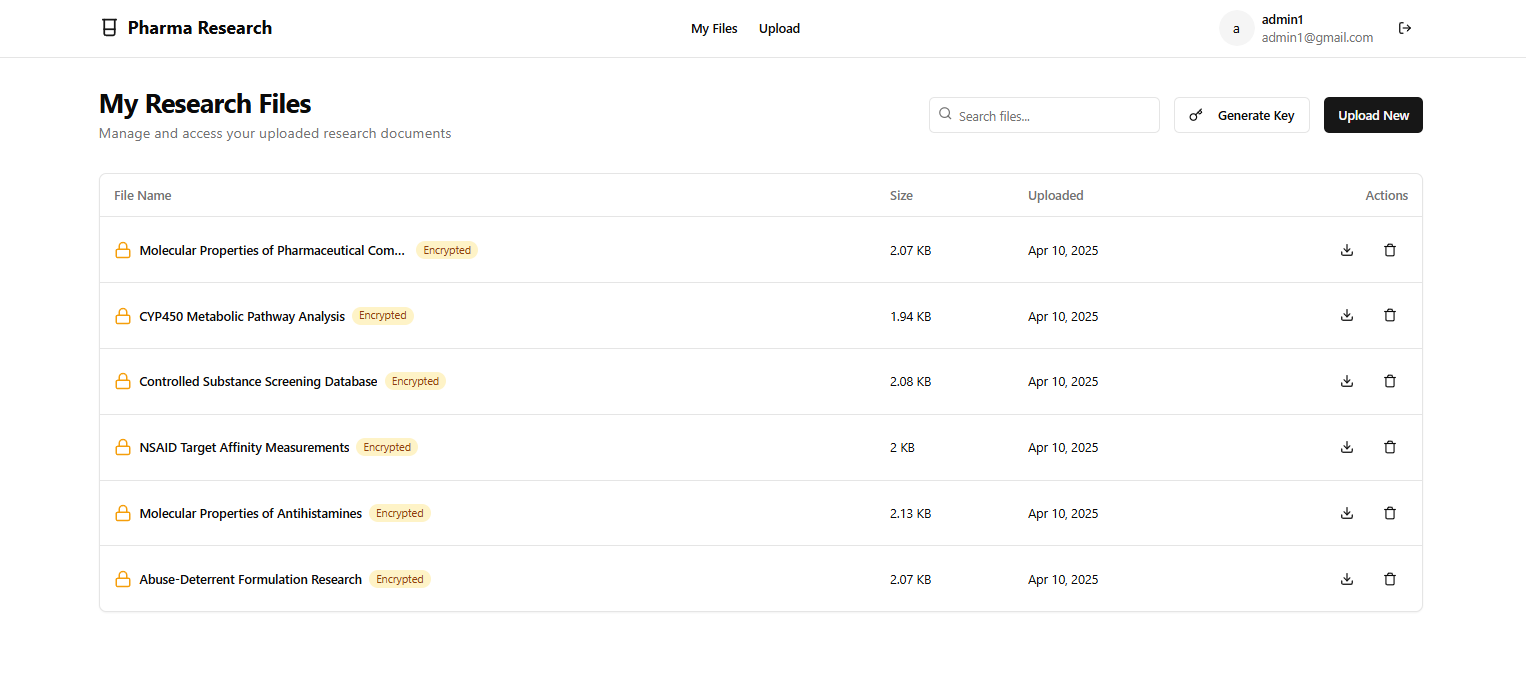 Pharma Research
My Files Upload
a
admin1
admin1@gmail.com
My Research Files
Manage and access your uploaded research documents
Search files...
Generate Key
Upload New
File Name Size Uploaded Actions
Molecular Properties of Pharmaceutical Com... Encrypted 2.07 KB Apr 10, 2025
CYP450 Metabolic Pathway Analysis Encrypted 1.94 KB Apr 10, 2025
Controlled Substance Screening Database Encrypted 2.08 KB Apr 10, 2025
NSAID Target Affinity Measurements Encrypted 2 KB Apr 10, 2025
Molecular Properties of Antihistamines Encrypted 2.13 KB Apr 10, 2025
Abuse-Deterrent Formulation Research Encrypted 2.07 KB Apr 10, 2025